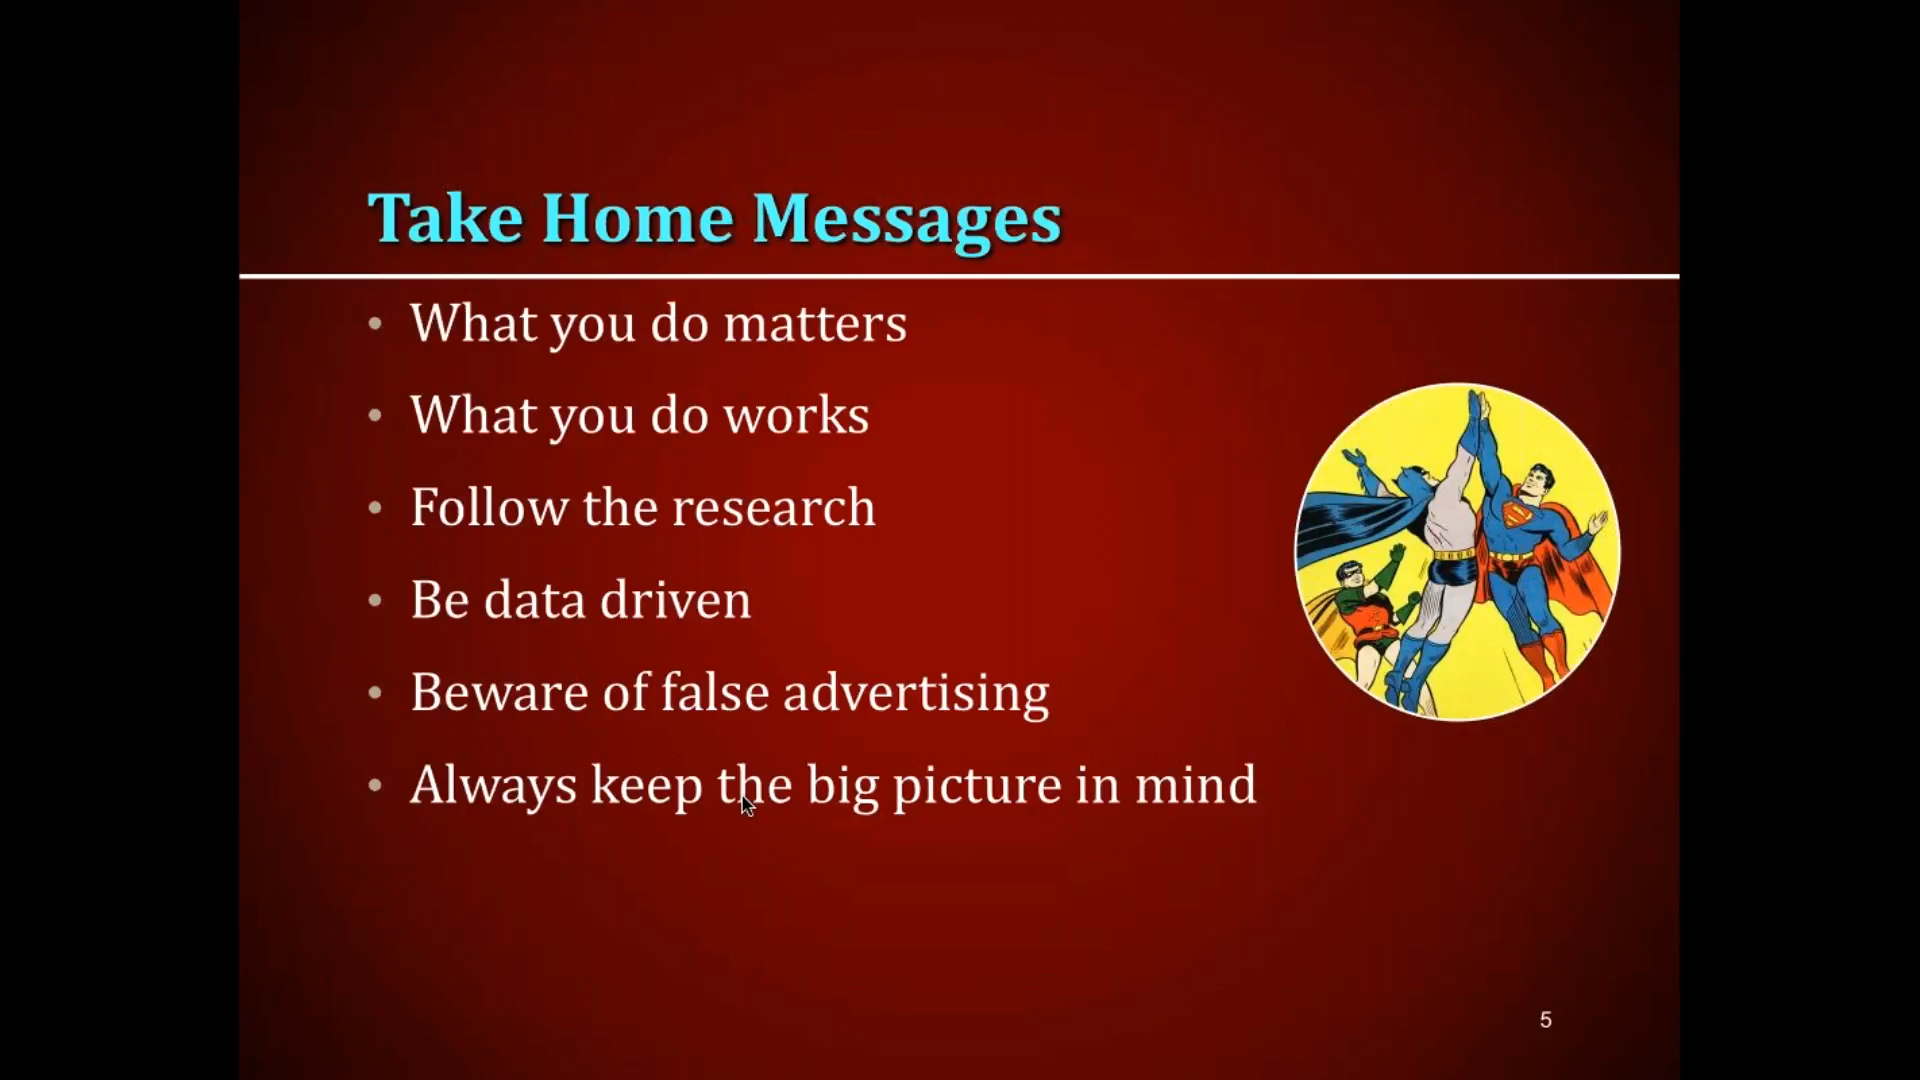 Take Home Messages
• What you do matters
• What you do works
• Follow the research
• Be data driven
• Beware of false advertising
• Always keep the big picture in mind
5